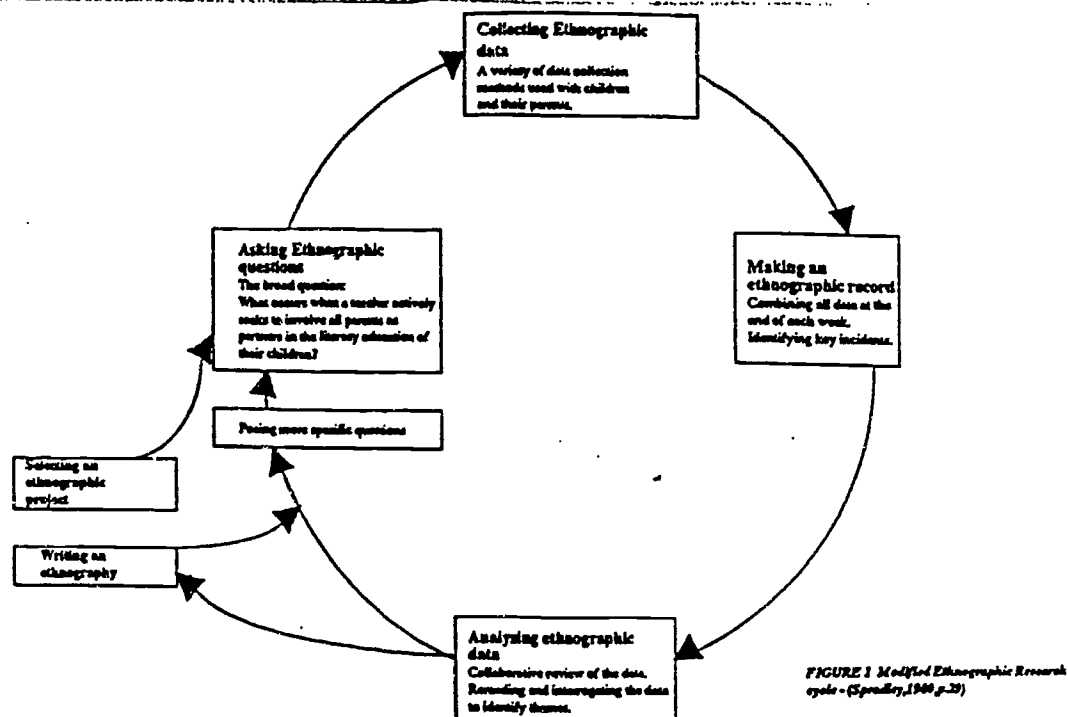 Collecting Ethnographic
data
A variety of data collection
methods used with children
and their parents.
Asking Ethnographic
questions
The broad question:
What occurs when a teacher actively
seeks to involve all parents as
partners in the literacy education of
their children?
Making an
ethnographic record
Combining all data at the
end of each week.
Identifying key incidents.
Posing more specific questions
Selecting an
ethnographic
project
Writing an
ethnography
Analyzing ethnographic
data
Collaborative review of the data.
Rereading and interrogating the data
to identify themes.
FIGURE 1 Modified Ethnographic Research
cycle - (Spradley,1980,p.29)